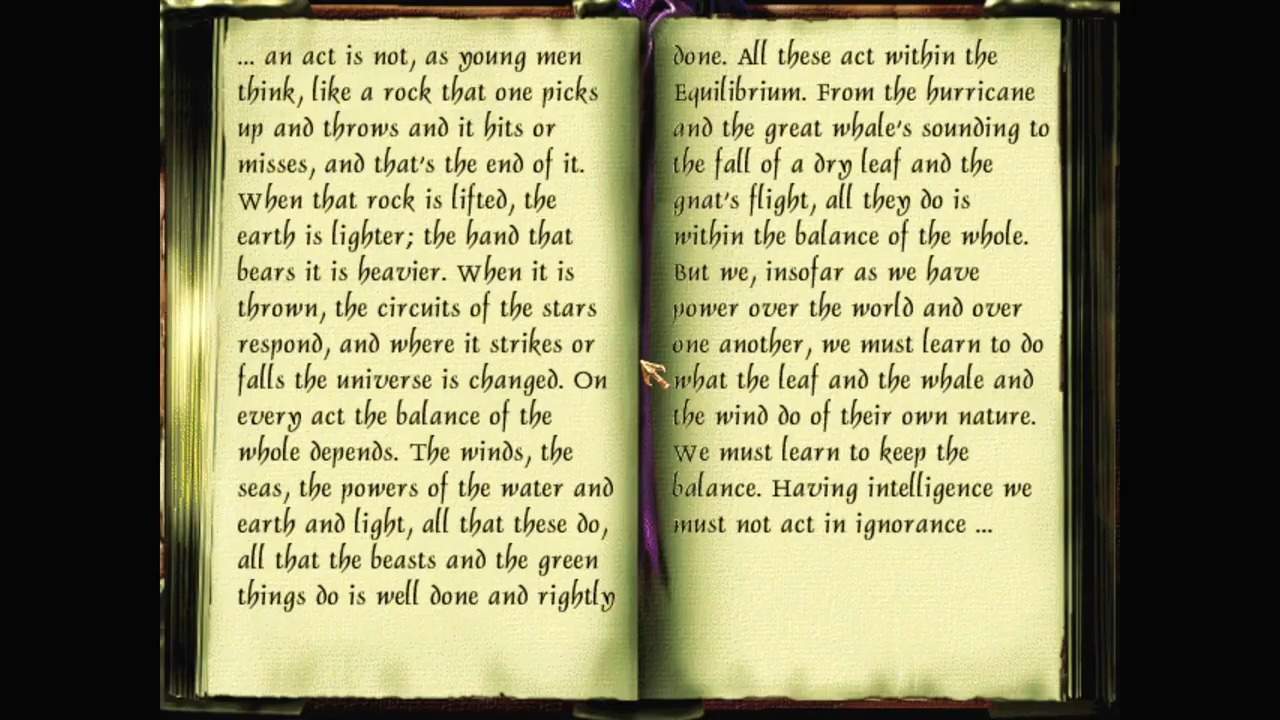 ... an act is not, as young men
think, like a rock that one picks
up and throws and it hits or
misses, and that's the end of it.
When that rock is lifted, the
earth is lighter; the hand that
bears it is heavier. When it is
thrown, the circuits of the stars
respond, and where it strikes or
falls the universe is changed. On
every act the balance of the
whole depends. The winds, the
seas, the powers of the water and
earth and light, all that these do,
all that the beasts and the green
things do is well done and rightly
done. All these act within the
Equilibrium. From the hurricane
and the great whale's sounding to
the fall of a dry leaf and the
gnat's flight, all they do is
within the balance of the whole.
But we, insofar as we have
power over the world and over
one another, we must learn to do
what the leaf and the whale and
the wind do of their own nature.
We must learn to keep the
balance. Having intelligence we
must not act in ignorance ...